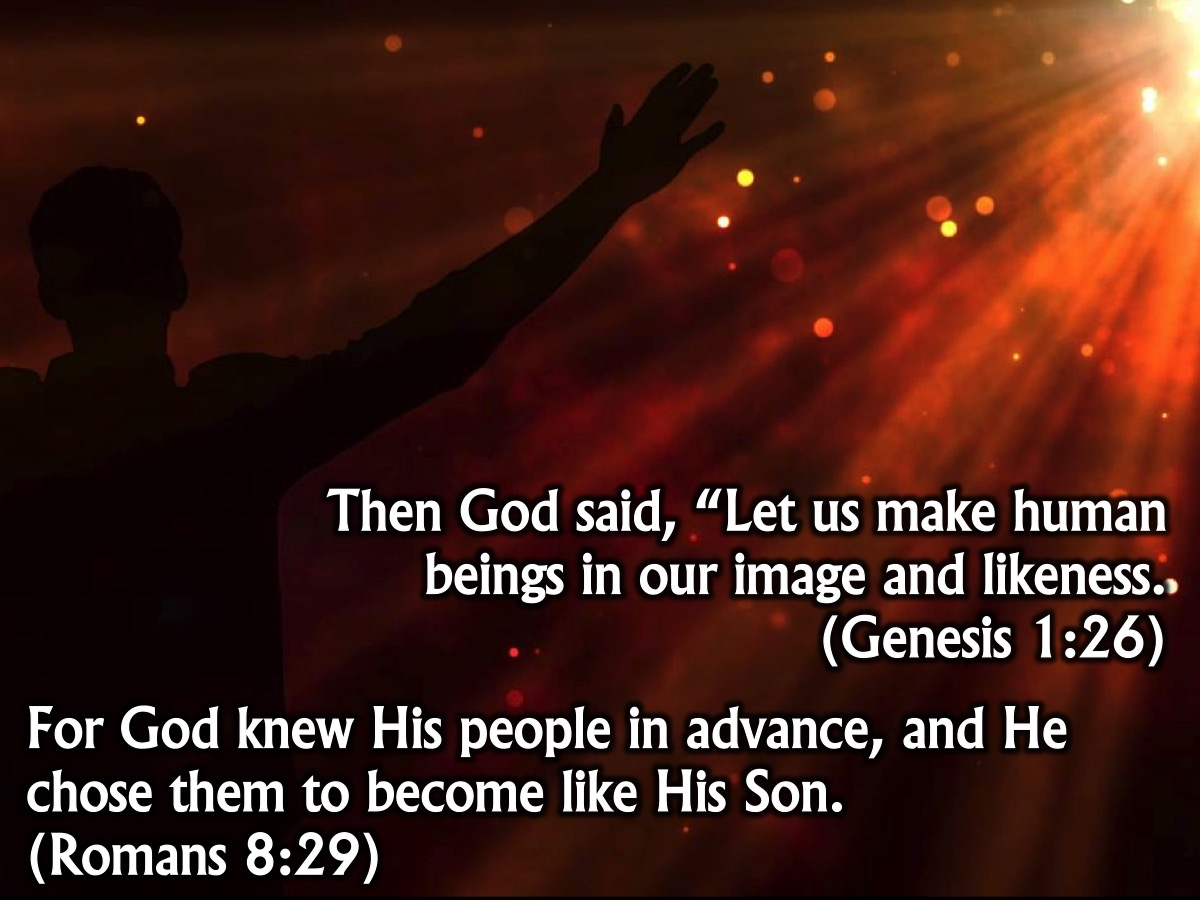 Then God said, “Let us make human
beings in our image and likeness.
(Genesis 1:26)
For God knew His people in advance, and He
chose them to become like His Son.
(Romans 8:29)